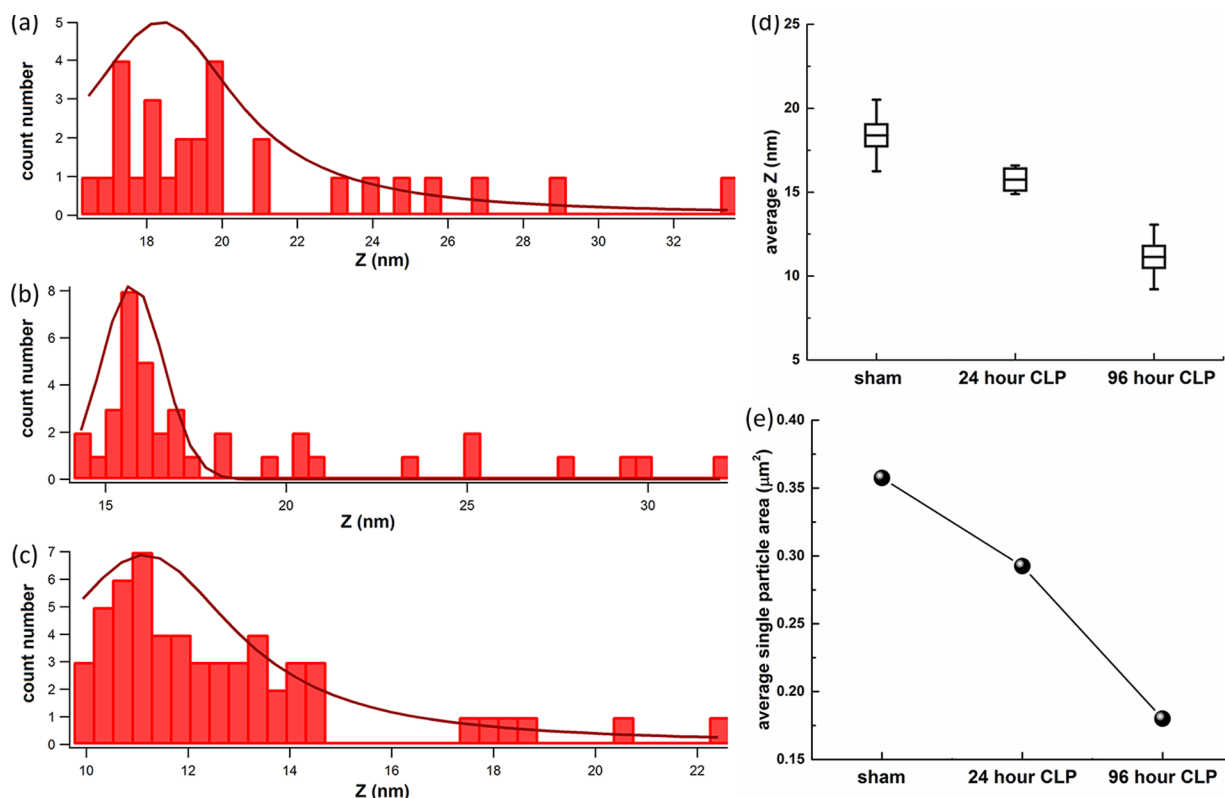 (a)
count number
5
4
3
2
1
0
18 20 22 24 26 28 30 32
Z (nm)
(b)
count number
8
6
4
2
0
15 20 25 30
Z (nm)
(c)
count number
7
6
5
4
3
2
1
0
10 12 14 16 18 20 22
Z (nm)
(d)
average Z (nm)
25
20
15
10
5
sham 24 hour CLP 96 hour CLP
(e)
average single particle area (μm²)
0.40
0.35
0.30
0.25
0.20
0.15
sham 24 hour CLP 96 hour CLP